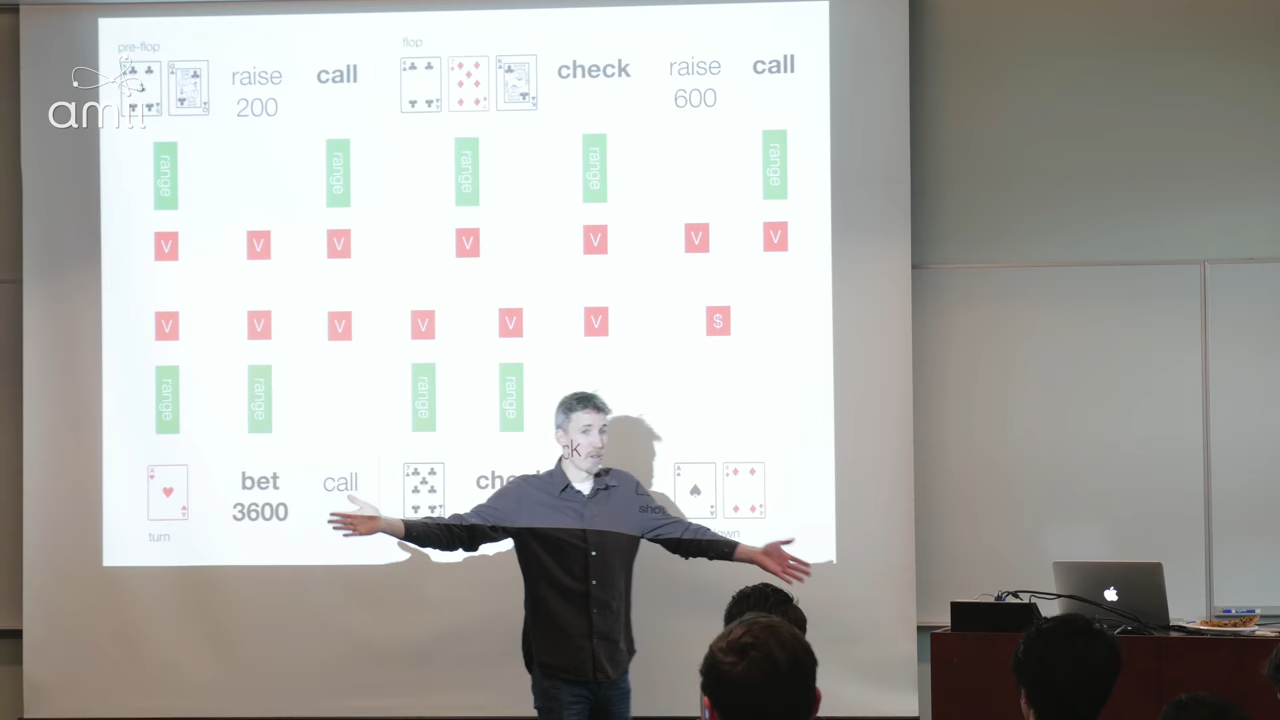 pre-flop
flop
raise
200
call
check
raise
600
call
amii
range
range
range
range
range
V
V
V
V
V
V
V
V
V
V
V
V
V
$
range
range
range
range
bet
3600
call
ck
turn